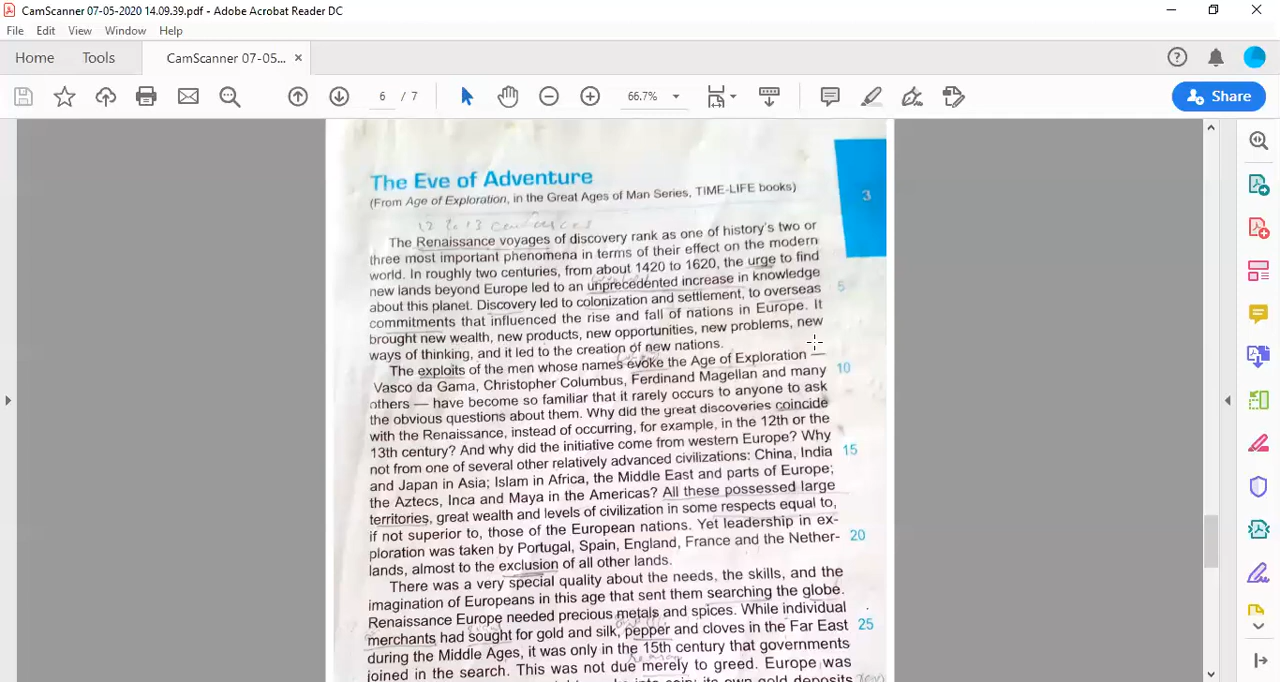 CamScanner 07-05-2020 14.09.39.pdf - Adobe Acrobat Reader DC
File Edit View Window Help
Home Tools CamScanner 07-05... ×
6 / 7 66.7% Share
The Eve of Adventure
(From Age of Exploration, in the Great Ages of Man Series, TIME-LIFE books)
3
12 to 13 centuries
The Renaissance voyages of discovery rank as one of history's two or
three most important phenomena in terms of their effect on the modern
world. In roughly two centuries, from about 1420 to 1620, the urge to find
new lands beyond Europe led to an unprecedented increase in knowledge
about this planet. Discovery led to colonization and settlement, to overseas 5
commitments that influenced the rise and fall of nations in Europe. It
brought new wealth, new products, new opportunities, new problems, new
ways of thinking, and it led to the creation of new nations.
The exploits of the men whose names evoke the Age of Exploration —
Vasco da Gama, Christopher Columbus, Ferdinand Magellan and many 10
others — have become so familiar that it rarely occurs to anyone to ask
the obvious questions about them. Why did the great discoveries coincide
with the Renaissance, instead of occurring, for example, in the 12th or the
13th century? And why did the initiative come from western Europe? Why
not from one of several other relatively advanced civilizations: China, India 15
and Japan in Asia; Islam in Africa, the Middle East and parts of Europe;
the Aztecs, Inca and Maya in the Americas? All these possessed large
territories, great wealth and levels of civilization in some respects equal to,
if not superior to, those of the European nations. Yet leadership in ex-
ploration was taken by Portugal, Spain, England, France and the Nether- 20
lands, almost to the exclusion of all other lands.
There was a very special quality about the needs, the skills, and the
imagination of Europeans in this age that sent them searching the globe.
Renaissance Europe needed precious metals and spices. While individual
merchants had sought for gold and silk, pepper and cloves in the Far East 25
during the Middle Ages, it was only in the 15th century that governments
joined in the search. This was not due merely to greed. Europe was
into coin; its own gold deposits